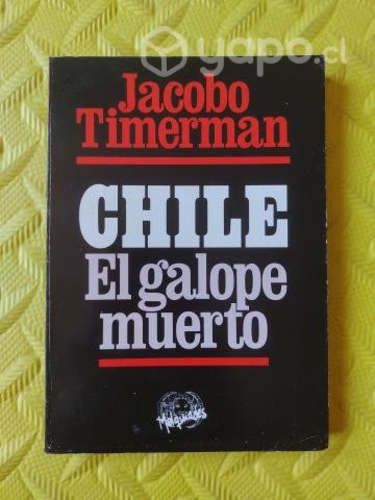 yapo.cl
Jacobo
Timerman
CHILE
El galope
muerto